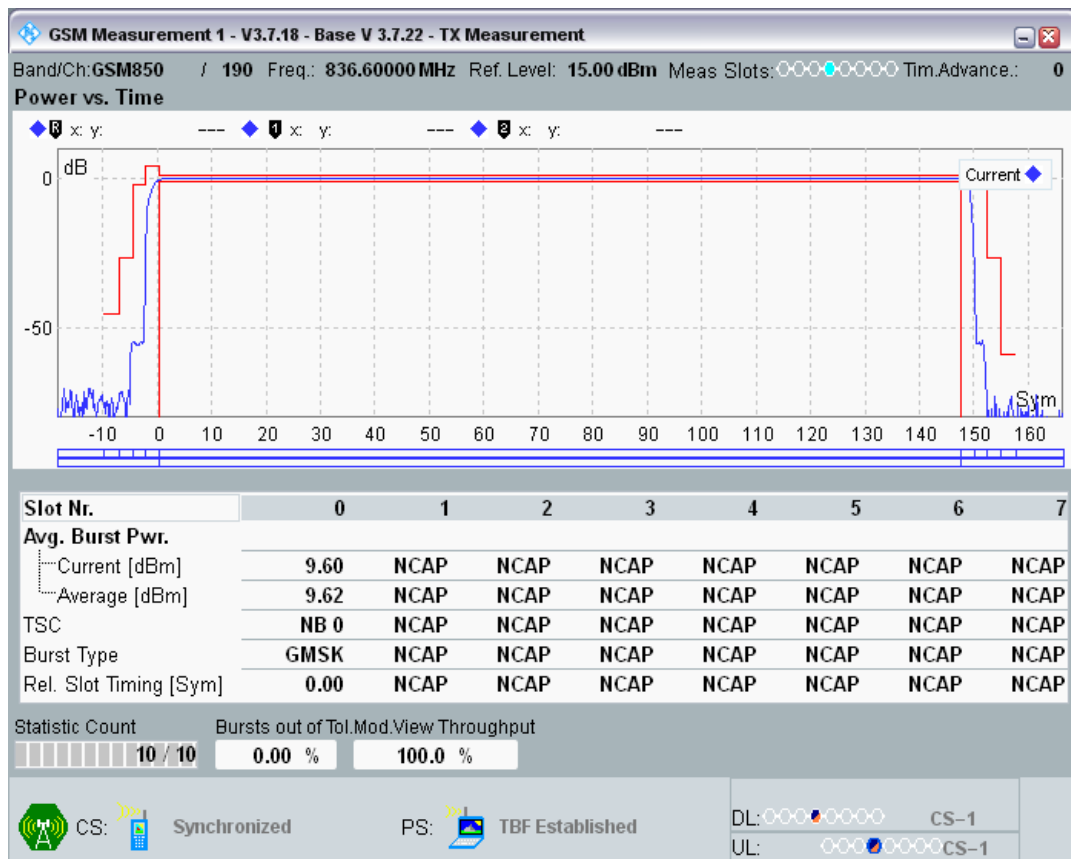 GSM Measurement 1 - V3.7.18 - Base V 3.7.22 - TX Measurement
Band/Ch:GSM850 / 190 Freq.: 836.60000 MHz Ref. Level: 15.00 dBm Meas Slots: Tim.Advance.: 0
Power vs. Time
R x: y: --- 1 x: y: --- 2 x: y: ---
dB
Current
0
-50
Sym
-10 0 10 20 30 40 50 60 70 80 90 100 110 120 130 140 150 160
Slot Nr. 0 1 2 3 4 5 6 7
Avg. Burst Pwr.
Current [dBm] 9.60 NCAP NCAP NCAP NCAP NCAP NCAP NCAP
Average [dBm] 9.62 NCAP NCAP NCAP NCAP NCAP NCAP NCAP
TSC NB 0 NCAP NCAP NCAP NCAP NCAP NCAP NCAP
Burst Type GMSK NCAP NCAP NCAP NCAP NCAP NCAP NCAP
Rel. Slot Timing [Sym] 0.00 NCAP NCAP NCAP NCAP NCAP NCAP NCAP
Statistic Count Bursts out of Tol.Mod.View Throughput
10 / 10 0.00 % 100.0 %
CS: Synchronized PS: TBF Established
DL: CS-1
UL: CS-1